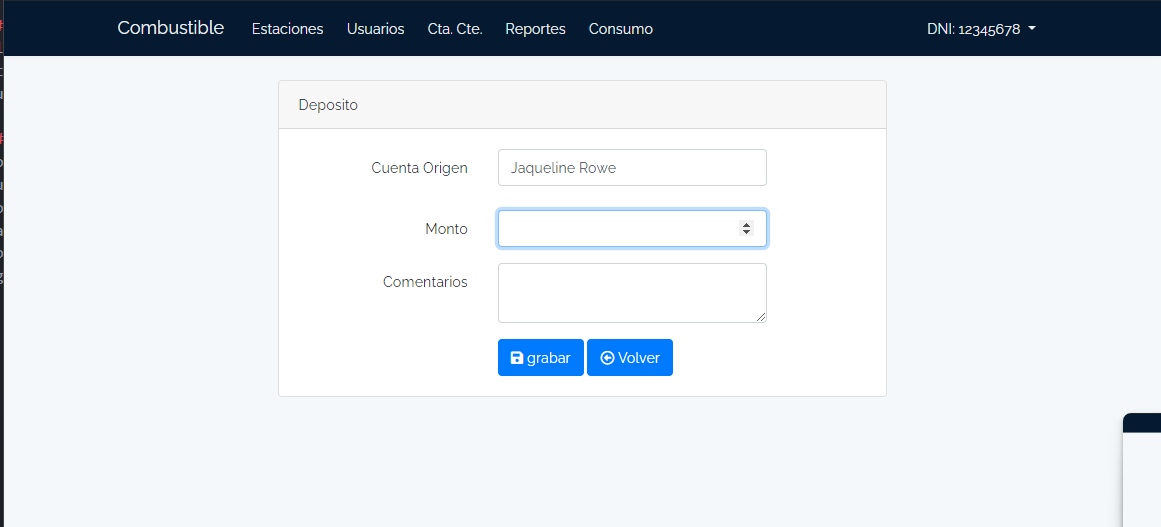 Combustible Estaciones Usuarios Cta. Cte. Reportes Consumo DNI: 12345678
Deposito
Cuenta Origen Jaqueline Rowe
Monto
Comentarios
grabar Volver